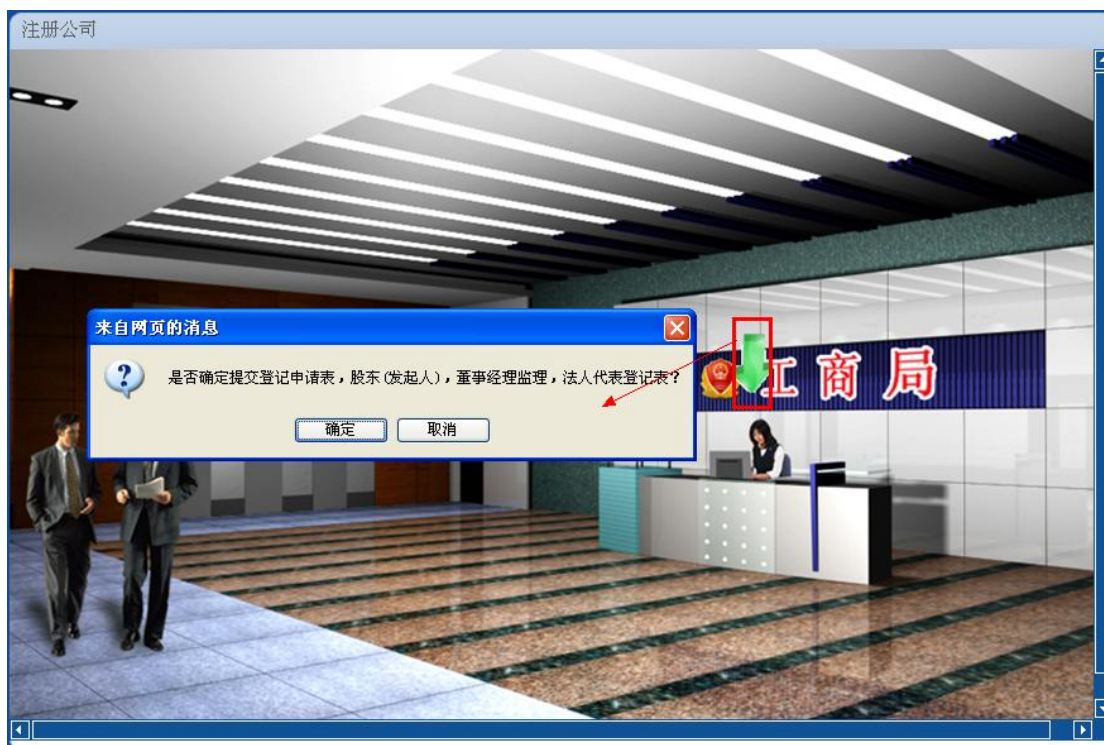 注册公司
来自网页的消息
是否确定提交登记申请表，股东(发起人)，董事经理监理，法人代表登记表?
确定
取消
工商局